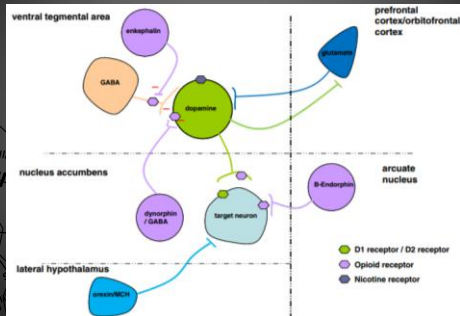 ventral tegmental area
prefrontal
cortex/orbitofrontal
cortex
enkephalin
glutamate
GABA
dopamine
nucleus accumbens
arcuate
nucleus
B-Endorphin
dynorphin
/ GABA
target neuron
D1 receptor / D2 receptor
Opioid receptor
Nicotine receptor
lateral hypothalamus
orexin/MCH